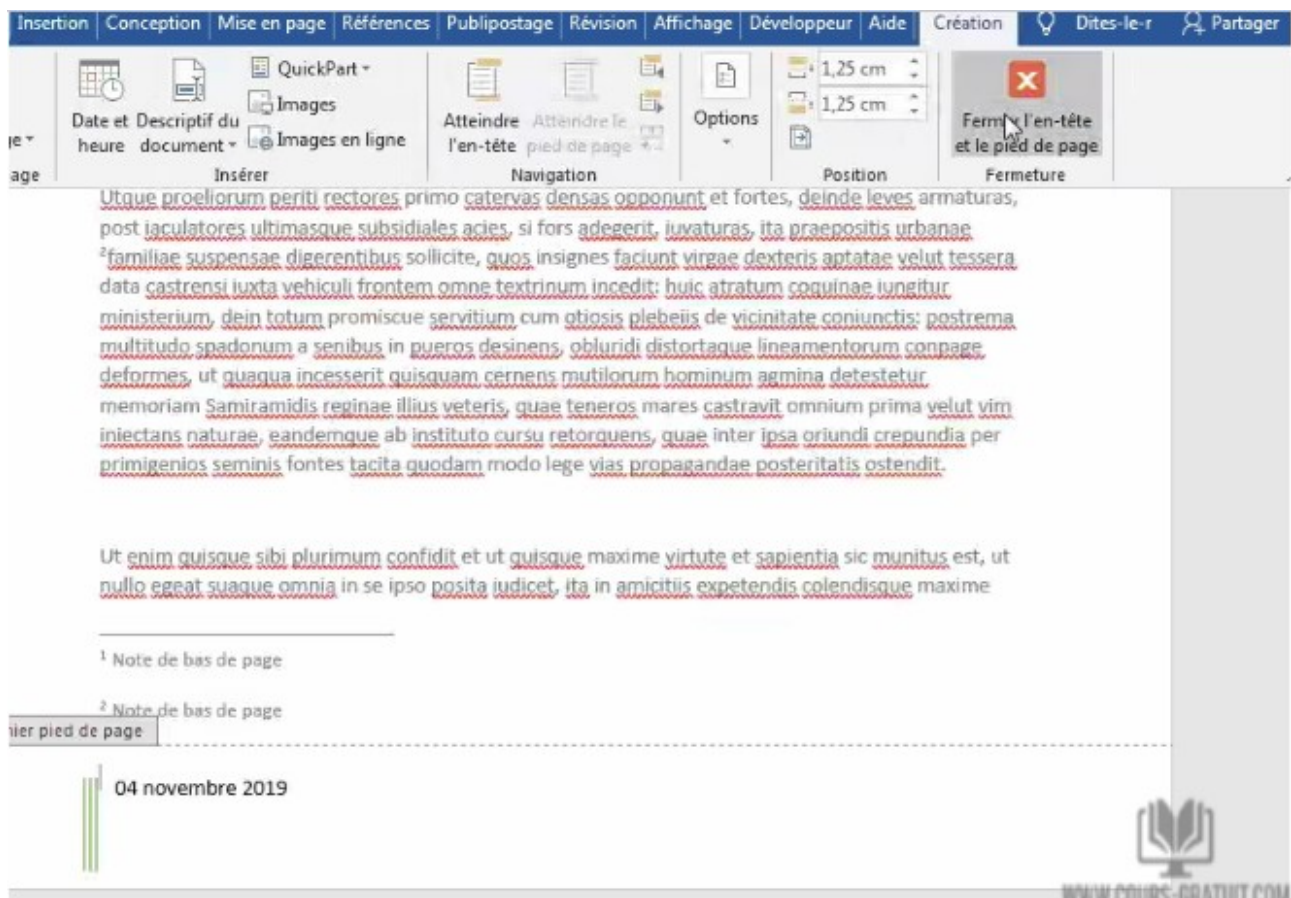 Insertion Conception Mise en page Références Publipostage Révision Affichage Développeur Aide Création Dites-le-r Partager
QuickPart
Images
Images en ligne
Date et heure
Descriptif du document
Insérer
Atteindre l'en-tête
Atteindre le pied de page
Navigation
Options
1,25 cm
1,25 cm
Position
Fermer l'en-tête
et le pied de page
Fermeture
age
Utque proeliorum periti rectores primo catervas densas opponunt et fortes, deinde leves armaturas,
post iaculatores ultimasque subsidiales acies, si fors adegerit, iuvaturas, ita praepositis urbanae
²familiae suspensae digerentibus sollicite, quos insignes faciunt virgae dexteris aptatae velut tessera
data castrensi iuxta vehiculi frontem omne textrinum incedit: huic atratum coquinae iungitur
ministerium, dein totum promiscue servitium cum otiosis plebeiis de vicinitate coniunctis: postrema
multitudo spadonum a senibus in pueros desinens, obluridi distortaque lineamentorum conpage
deformes, ut quaqua incesserit quisquam cernens mutilorum hominum agmina detestetur
memoriam Samiramidis reginae illius veteris, quae teneros mares castravit omnium prima velut vim
iniectans naturae, eandemque ab instituto cursu retorquens, quae inter ipsa oriundi crepundia per
primigenios seminis fontes tacita quodam modo lege vias propagandae posteritatis ostendit.
Ut enim quisque sibi plurimum confidit et ut quisque maxime virtute et sapientia sic munitus est, ut
nullo egeat suaque omnia in se ipso posita iudicet, ita in amicitiis expetendis colendisque maxime
¹ Note de bas de page
² Note de bas de page
nier pied de page
04 novembre 2019
WWW.COURS-GRATUIT.COM